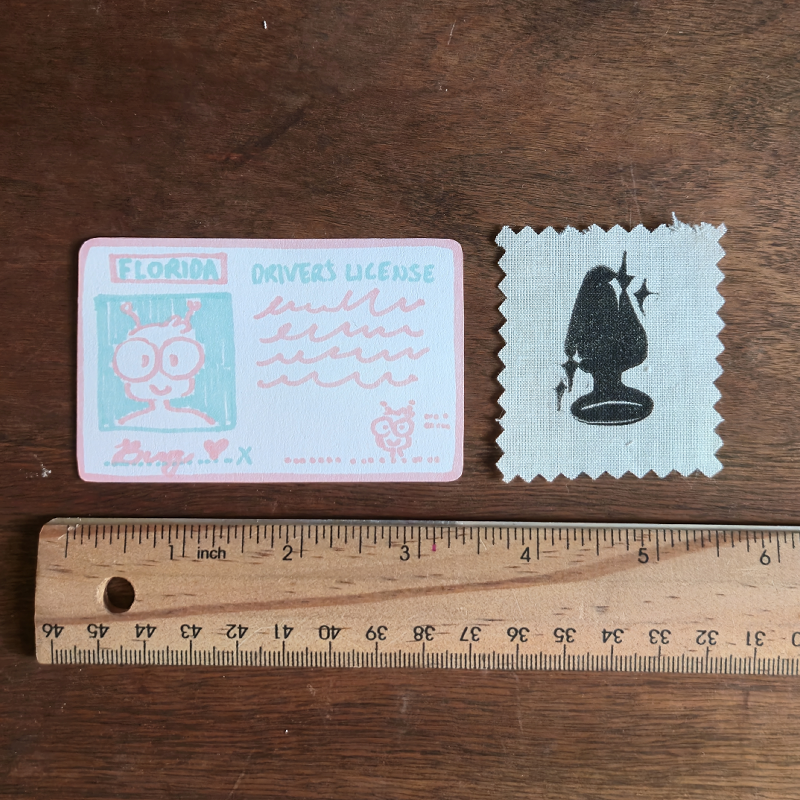 FLORIDA
DRIVER'S LICENSE
Bug
X
1 inch 2 3 4 5 6
46 45 44 43 42 41 40 39 38 37 36 35 34 33 32 31